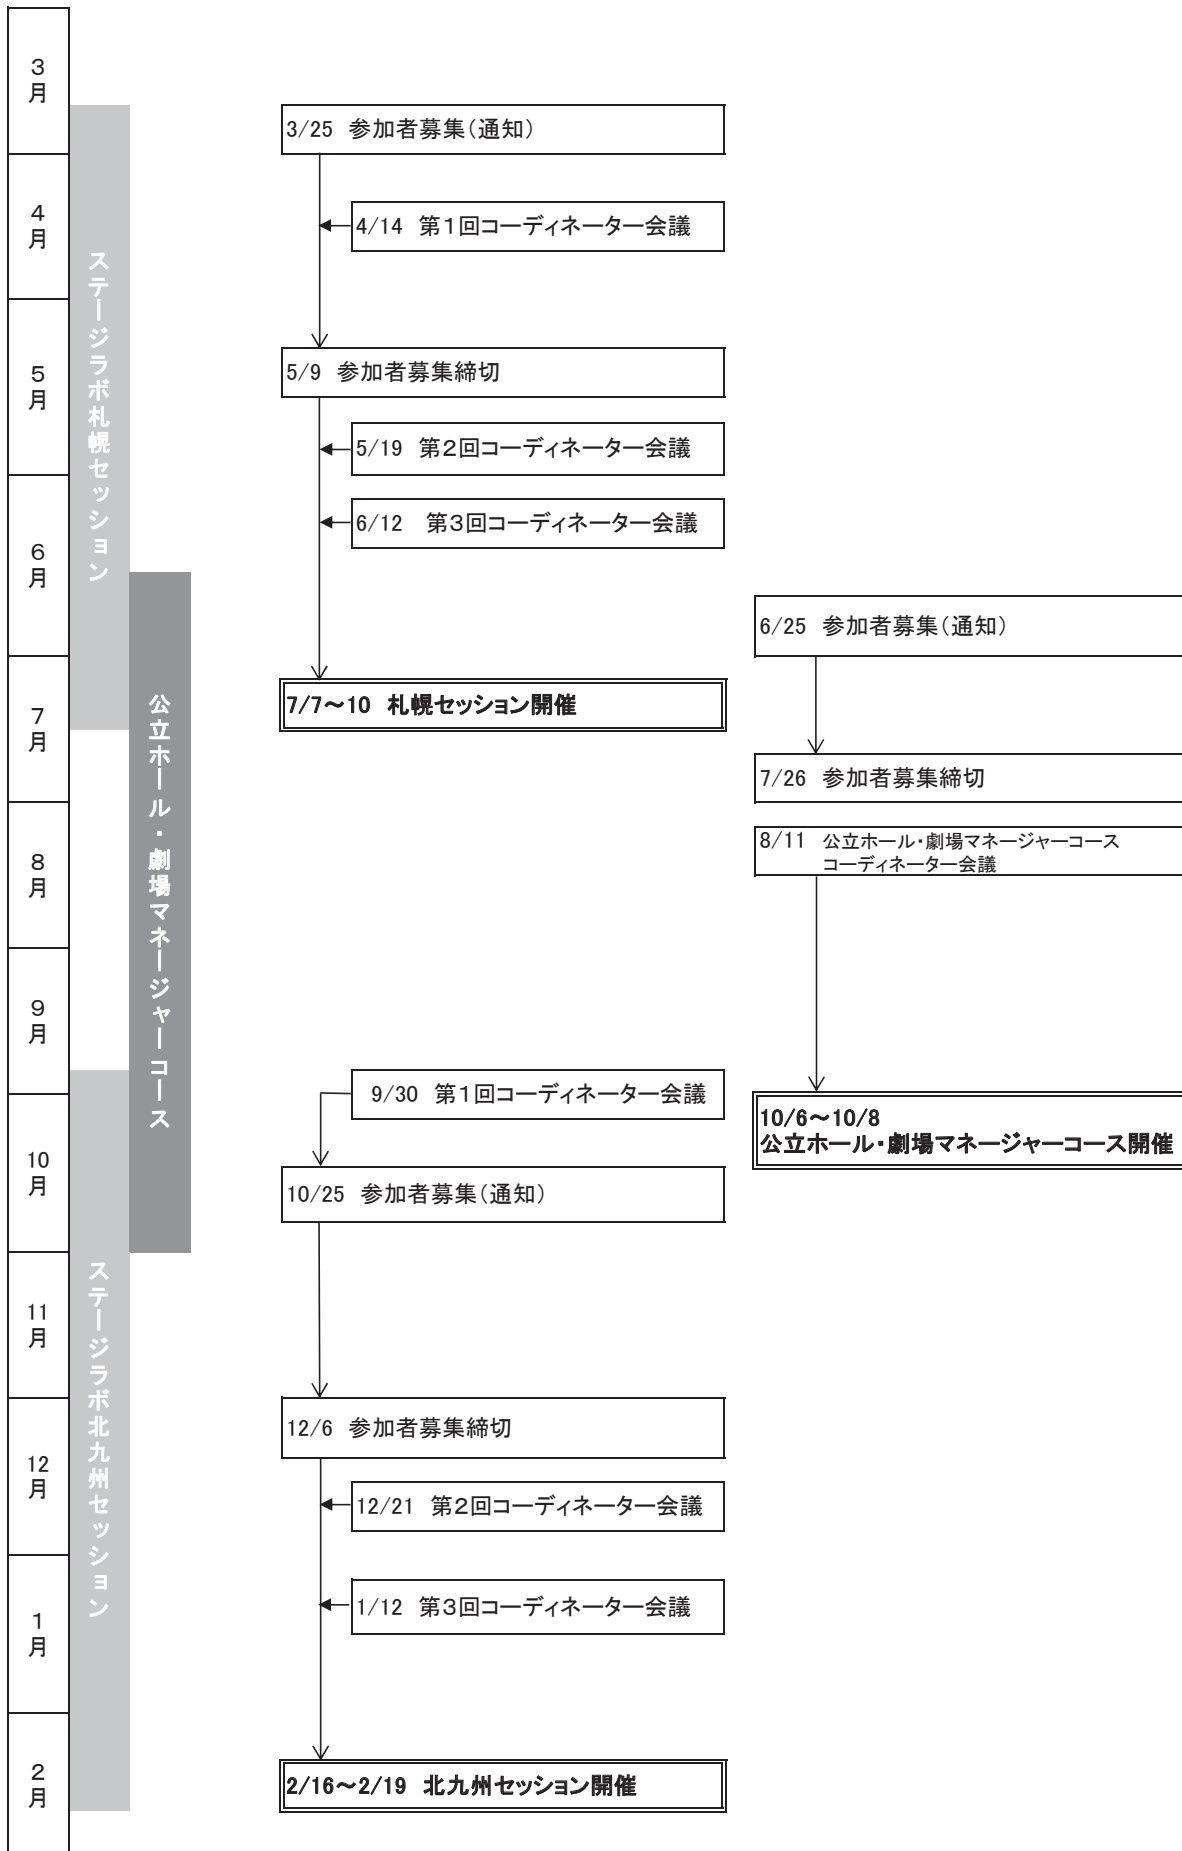 3月
4月
5月
6月
7月
8月
9月
10月
11月
12月
1月
2月
ステージラボ札幌セッション
公立ホール・劇場マネージャーコース
ステージラボ北九州セッション
3/25 参加者募集(通知)
4/14 第1回コーディネーター会議
5/9 参加者募集締切
5/19 第2回コーディネーター会議
6/12 第3回コーディネーター会議
7/7～10 札幌セッション開催
6/25 参加者募集(通知)
7/26 参加者募集締切
8/11 公立ホール・劇場マネージャーコース
コーディネーター会議
10/6～10/8
公立ホール・劇場マネージャーコース開催
9/30 第1回コーディネーター会議
10/25 参加者募集(通知)
12/6 参加者募集締切
12/21 第2回コーディネーター会議
1/12 第3回コーディネーター会議
2/16～2/19 北九州セッション開催